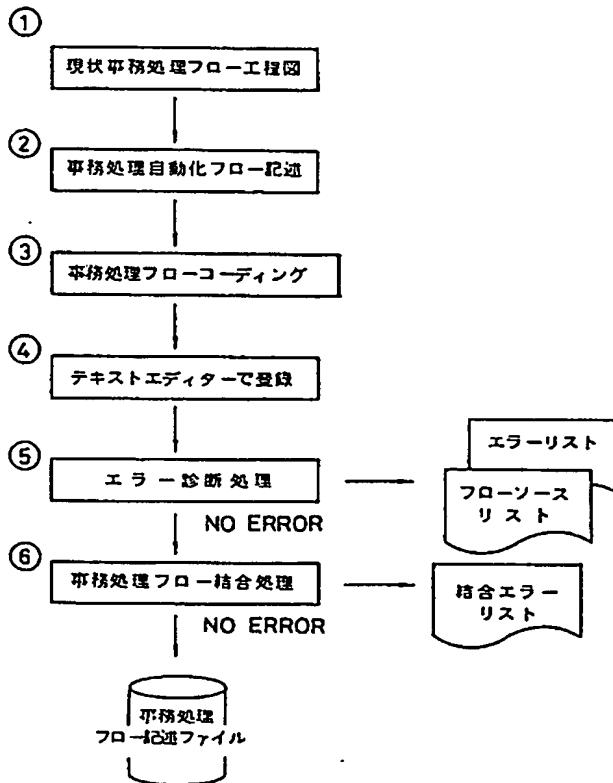 ①
現状事務処理フロー工程図
②
事務処理自動化フロー記述
③
事務処理フローコーディング
④
テキストエディターで登録
⑤
エラー診断処理
エラーリスト
フローソース
リスト
NO ERROR
⑥
事務処理フロー結合処理
結合エラー
リスト
NO ERROR
事務処理
フロー記述ファイル